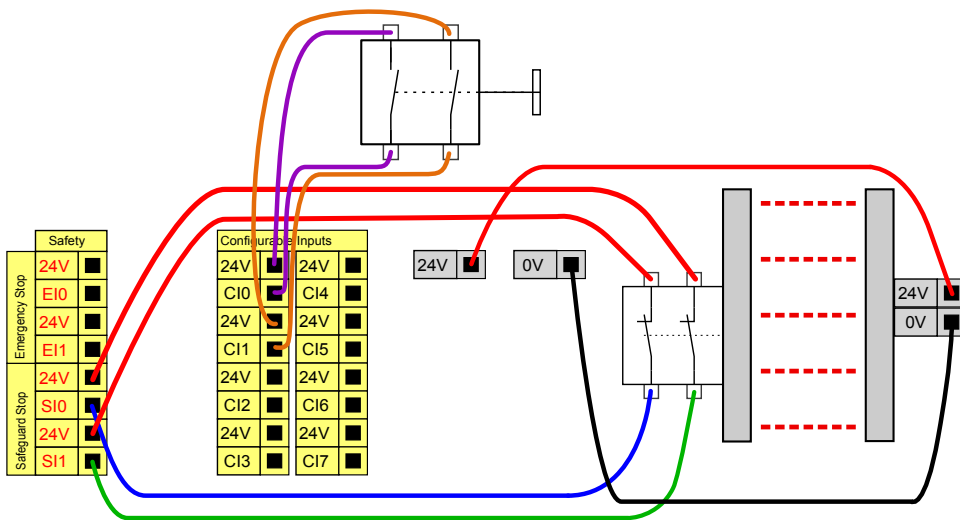 Safety
Emergency Stop
24V
EI0
24V
EI1
Safeguard Stop
24V
SI0
24V
SI1
Configurable Inputs
24V 24V
CI0 CI4
24V 24V
CI1 CI5
24V 24V
CI2 CI6
24V 24V
CI3 CI7
24V
0V
24V
0V